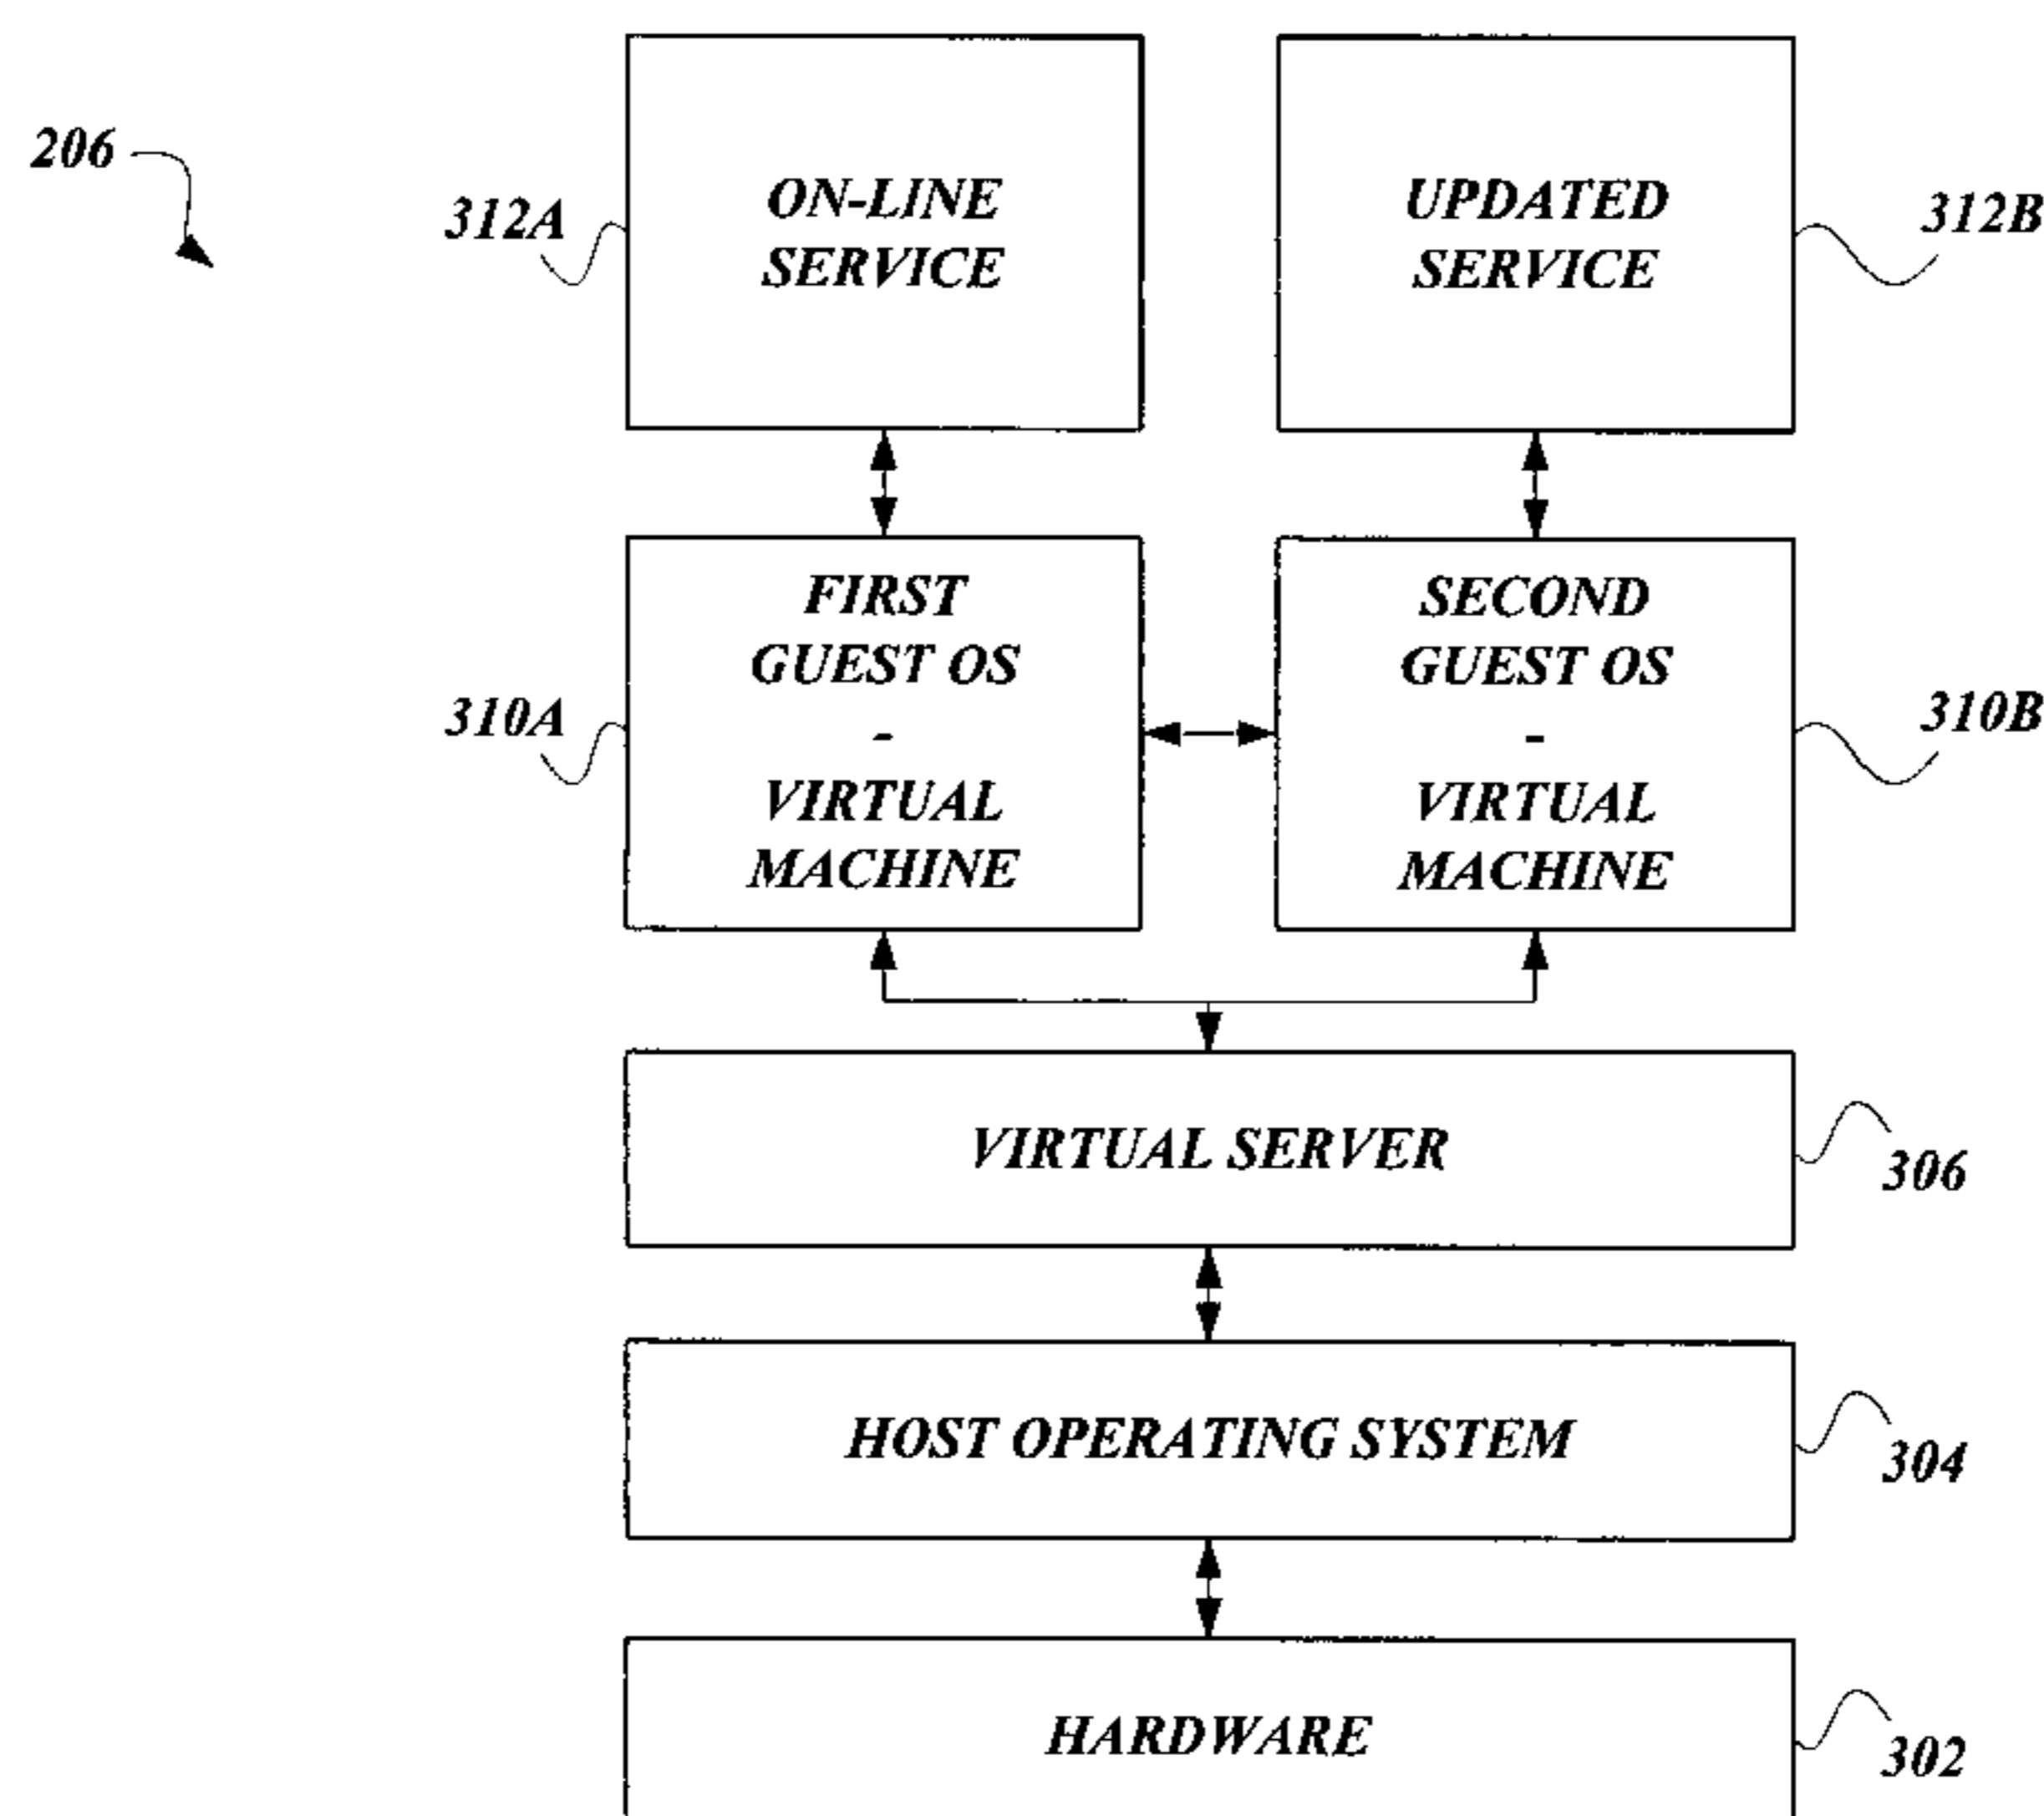 206
312A
ON-LINE
SERVICE
UPDATED
SERVICE
312B
310A
FIRST
GUEST OS
-
VIRTUAL
MACHINE
SECOND
GUEST OS
-
VIRTUAL
MACHINE
310B
VIRTUAL SERVER
306
HOST OPERATING SYSTEM
304
HARDWARE
302